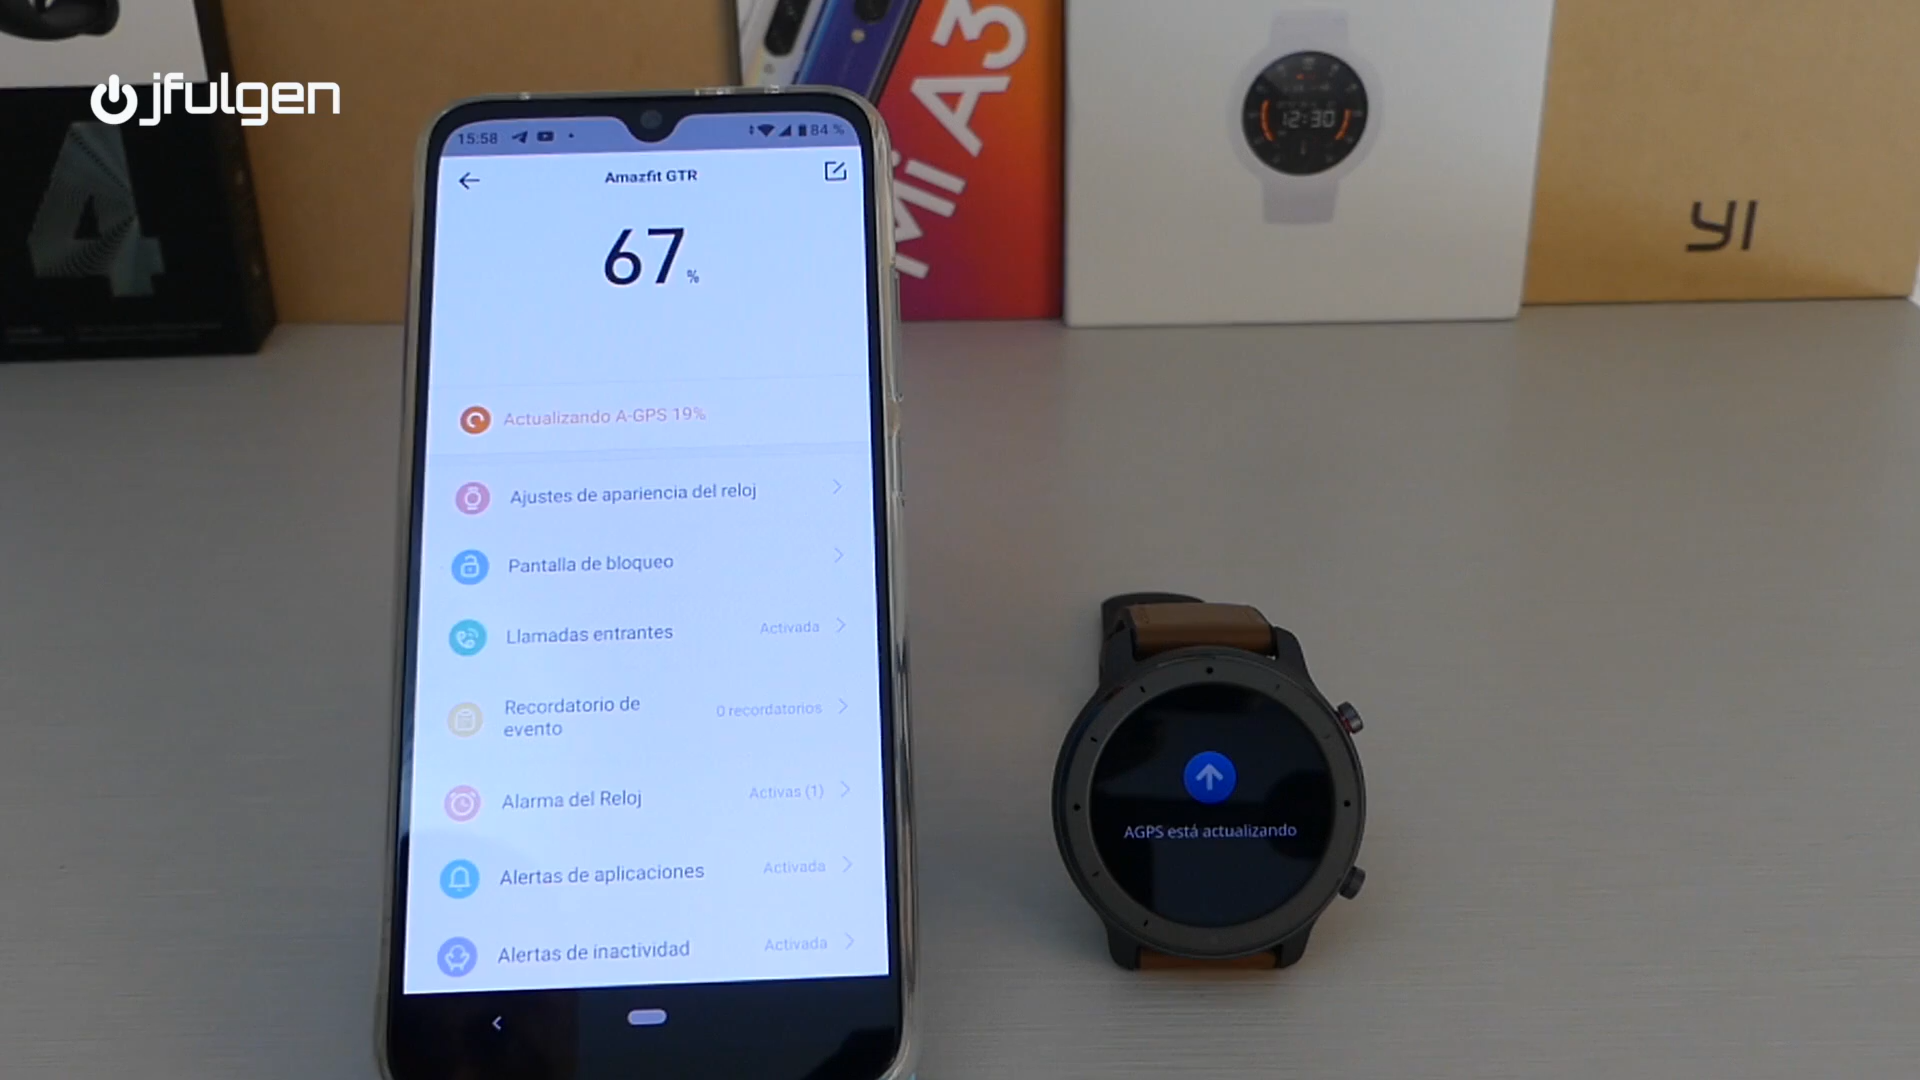 jfulgen
15:58
84 %
Amazfit GTR
67 %
Actualizando A-GPS 19%
Ajustes de apariencia del reloj
Pantalla de bloqueo
Llamadas entrantes
Activada
Recordatorio de
evento
0 recordatorios
Alarma del Reloj
Activas (1)
Alertas de aplicaciones
Activada
Alertas de inactividad
Activada
4
Mi A3
12:30
YI
AGPS está actualizando